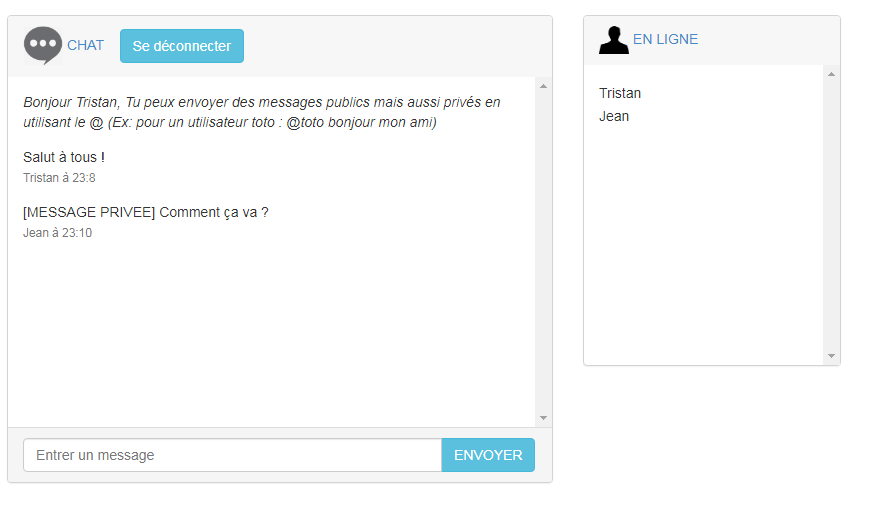 CHAT
Se déconnecter
Bonjour Tristan, Tu peux envoyer des messages publics mais aussi privés en
utilisant le @ (Ex: pour un utilisateur toto : @toto bonjour mon ami)
Salut à tous !
Tristan à 23:8
[MESSAGE PRIVEE] Comment ça va ?
Jean à 23:10
Entrer un message
ENVOYER
EN LIGNE
Tristan
Jean